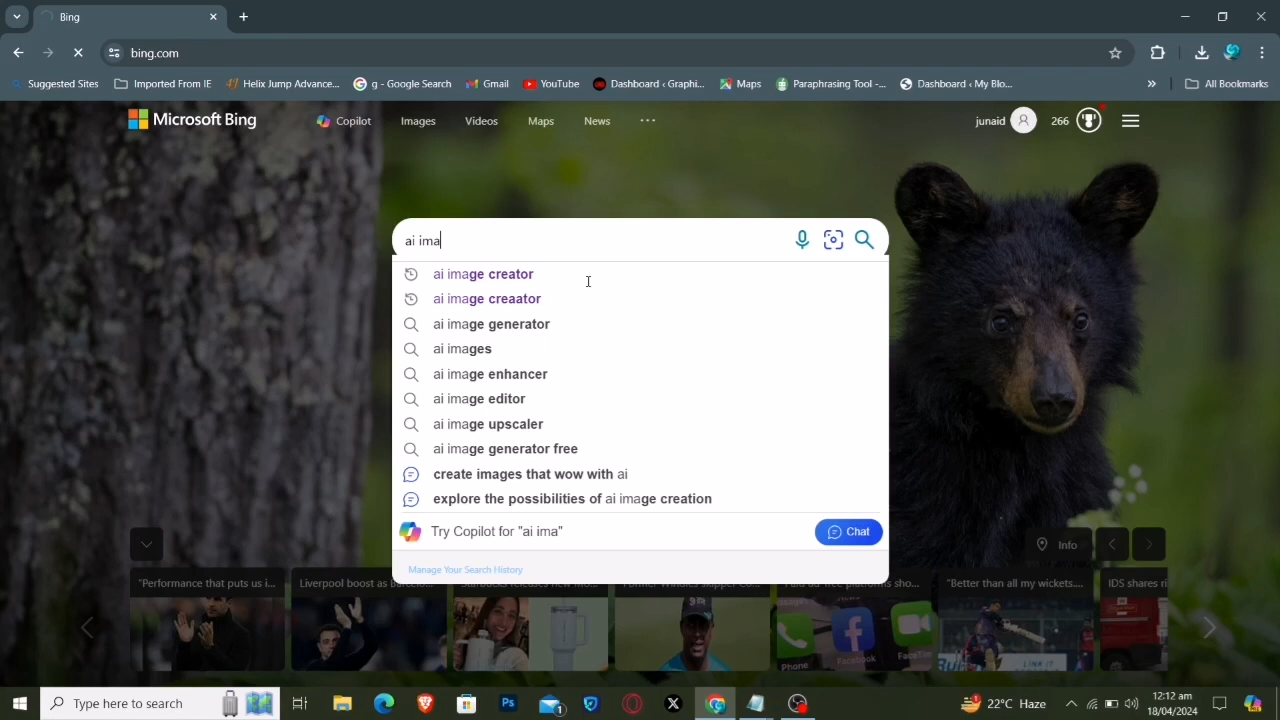 Bing
bing.com
Suggested Sites
Imported From IE
Helix Jump Advance...
g - Google Search
Gmail
YouTube
Dashboard ‹ Graphi...
Maps
Paraphrasing Tool -...
Dashboard ‹ My Blo...
All Bookmarks
Microsoft Bing
Copilot
Images
Videos
Maps
News
junaid
266
ai ima
ai image creator
ai image creaator
ai image generator
ai images
ai image enhancer
ai image editor
ai image upscaler
ai image generator free
create images that wow with ai
explore the possibilities of ai image creation
Try Copilot for "ai ima"
Chat
Manage Your Search History
Info
"Performance that puts us i...
Liverpool boost as Barcelo...
"Better than all my wickets....
IDS shares ri
Phone
Facebook
FaceTim
Type here to search
1
1
22°C Haze
12:12 am
18/04/2024